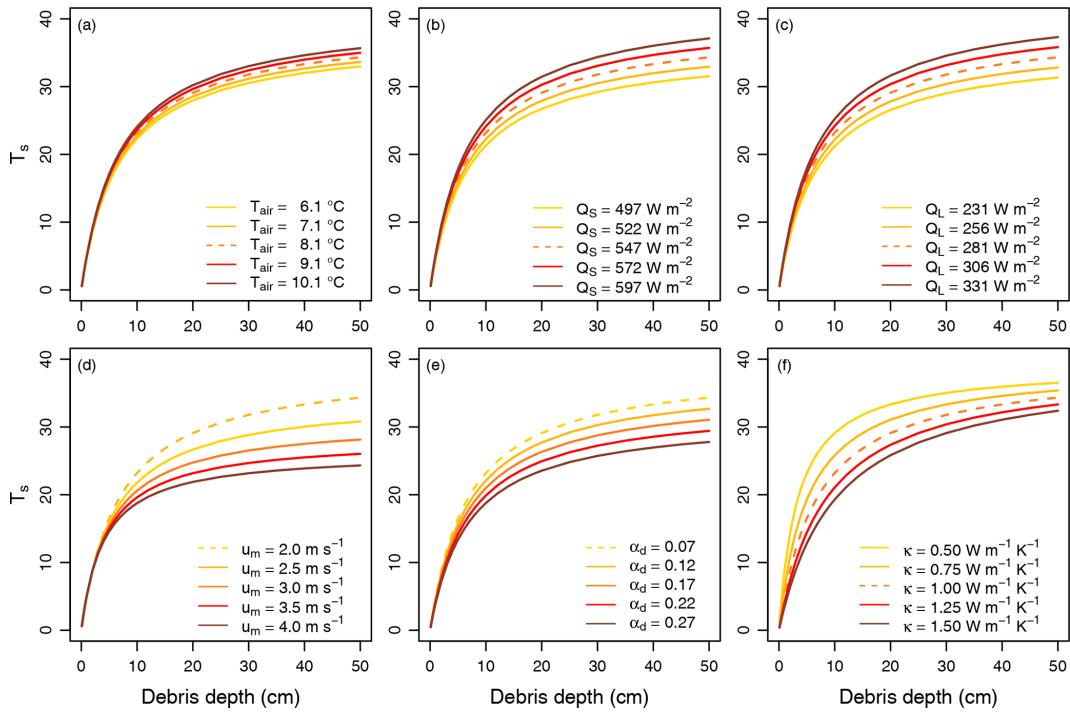 (a)
40
30
20
10
0
T_s
T_air = 6.1 °C
T_air = 7.1 °C
T_air = 8.1 °C
T_air = 9.1 °C
T_air = 10.1 °C
0 10 20 30 40 50
(b)
40
30
20
10
0
Q_S = 497 W m⁻²
Q_S = 522 W m⁻²
Q_S = 547 W m⁻²
Q_S = 572 W m⁻²
Q_S = 597 W m⁻²
0 10 20 30 40 50
(c)
40
30
20
10
0
Q_L = 231 W m⁻²
Q_L = 256 W m⁻²
Q_L = 281 W m⁻²
Q_L = 306 W m⁻²
Q_L = 331 W m⁻²
0 10 20 30 40 50
(d)
40
30
20
10
0
T_s
u_m = 2.0 m s⁻¹
u_m = 2.5 m s⁻¹
u_m = 3.0 m s⁻¹
u_m = 3.5 m s⁻¹
u_m = 4.0 m s⁻¹
0 10 20 30 40 50
Debris depth (cm)
(e)
40
30
20
10
0
α_d = 0.07
α_d = 0.12
α_d = 0.17
α_d = 0.22
α_d = 0.27
0 10 20 30 40 50
Debris depth (cm)
(f)
40
30
20
10
0
κ = 0.50 W m⁻¹ K⁻¹
κ = 0.75 W m⁻¹ K⁻¹
κ = 1.00 W m⁻¹ K⁻¹
κ = 1.25 W m⁻¹ K⁻¹
κ = 1.50 W m⁻¹ K⁻¹
0 10 20 30 40 50
Debris depth (cm)